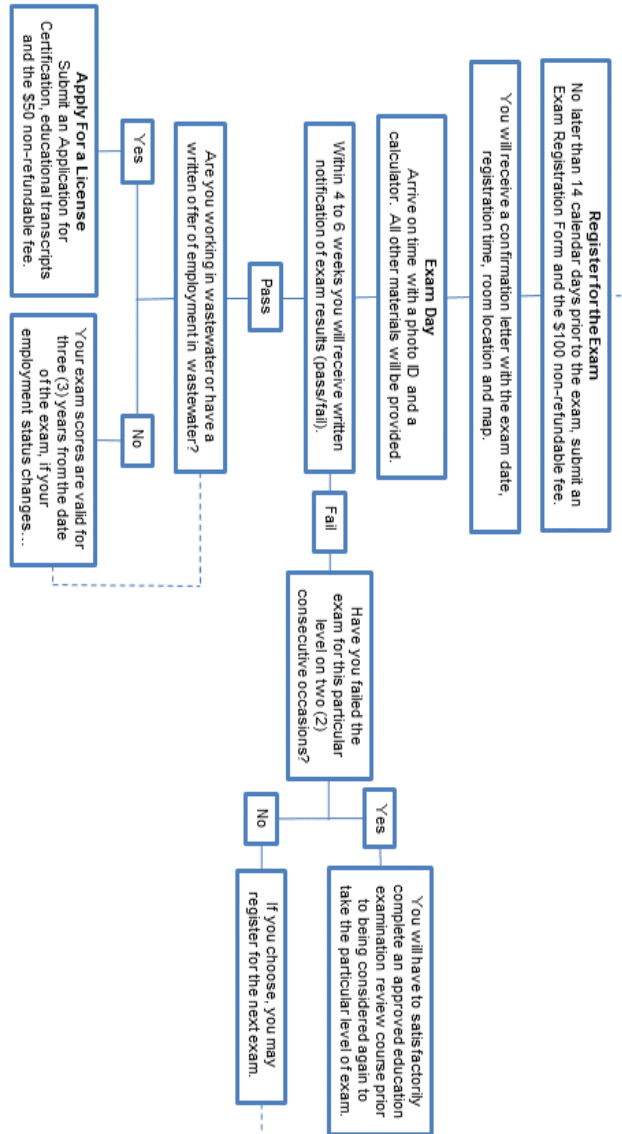 Register for the Exam
No later than 14 calendar days prior to the exam, submit an
Exam Registration Form and the $100 non-refundable fee.
You will receive a confirmation letter with the exam date,
registration time, room location and map.
Exam Day
Arrive on time with a photo ID and a
calculator. All other materials will be provided.
Within 4 to 6 weeks you will receive written
notification of exam results (pass/fail).
Fail
Have you failed the
exam for this particular
level on two (2)
consecutive occasions?
Yes
You will have to satisfactorily
complete an approved education
examination review course prior
to being considered again to
take the particular level of exam.
No
If you choose, you may
register for the next exam.
Pass
Are you working in wastewater or have a
written offer of employment in wastewater?
Yes
Apply For a License
Submit an Application for
Certification, educational transcripts
and the $50 non-refundable fee.
No
Your exam scores are valid for
three (3) years from the date
of the exam, if your
employment status changes...